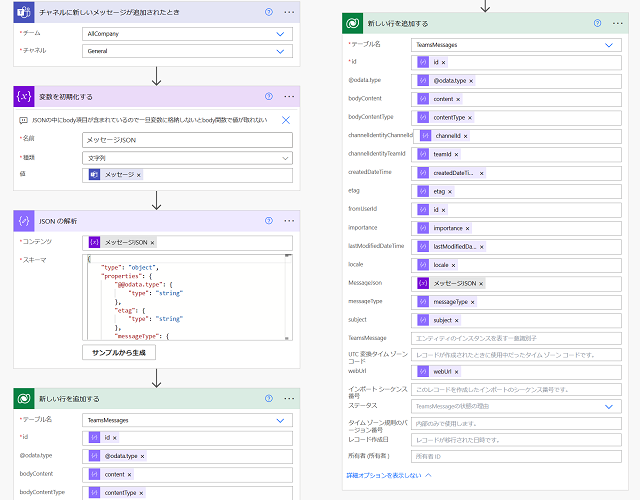 チャネルに新しいメッセージが追加されたとき
* チーム
AllCompany
* チャネル
General
変数を初期化する
JSONの中にbody項目が含まれているので一旦変数に格納しないとbody関数で値が取れない
* 名前
メッセージJSON
* 種類
文字列
値
メッセージ ×
JSON の解析
* コンテンツ
メッセージJSON ×
* スキーマ
{
"type": "object",
"properties": {
"@@odata.type": {
"type": "string"
},
"etag": {
"type": "string"
},
"messageType": {
サンプルから生成
新しい行を追加する
* テーブル名
TeamsMessages
* id
id ×
@odata.type
@odata.type ×
bodyContent
content ×
bodyContentType
contentType ×
新しい行を追加する
* テーブル名
TeamsMessages
* id
id ×
@odata.type
@odata.type ×
bodyContent
content ×
bodyContentType
contentType ×
channelIdentityChannelId
channelId ×
channelIdentityTeamId
teamId ×
createdDateTime
createdDateTi... ×
etag
etag ×
fromUserId
id ×
importance
importance ×
lastModifiedDateTime
lastModifiedDa... ×
locale
locale ×
MessageJson
メッセージJSON ×
messageType
messageType ×
subject
subject ×
TeamsMessage
エンティティのインスタンスを表す一意識別子
UTC 変換タイム ゾーン
コード
レコードが作成されたときに使用中だったタイム ゾーン コードです。
webUrl
webUrl ×
インポート シーケンス
番号
このレコードを作成したインポートのシーケンス番号です。
ステータス
TeamsMessageの状態の理由
タイム ゾーン規則のバ
ージョン番号
内部のみで使用します。
レコード作成日
レコードが移行された日時です。
所有者 (所有者)
所有者 ID
詳細オプションを表示しない